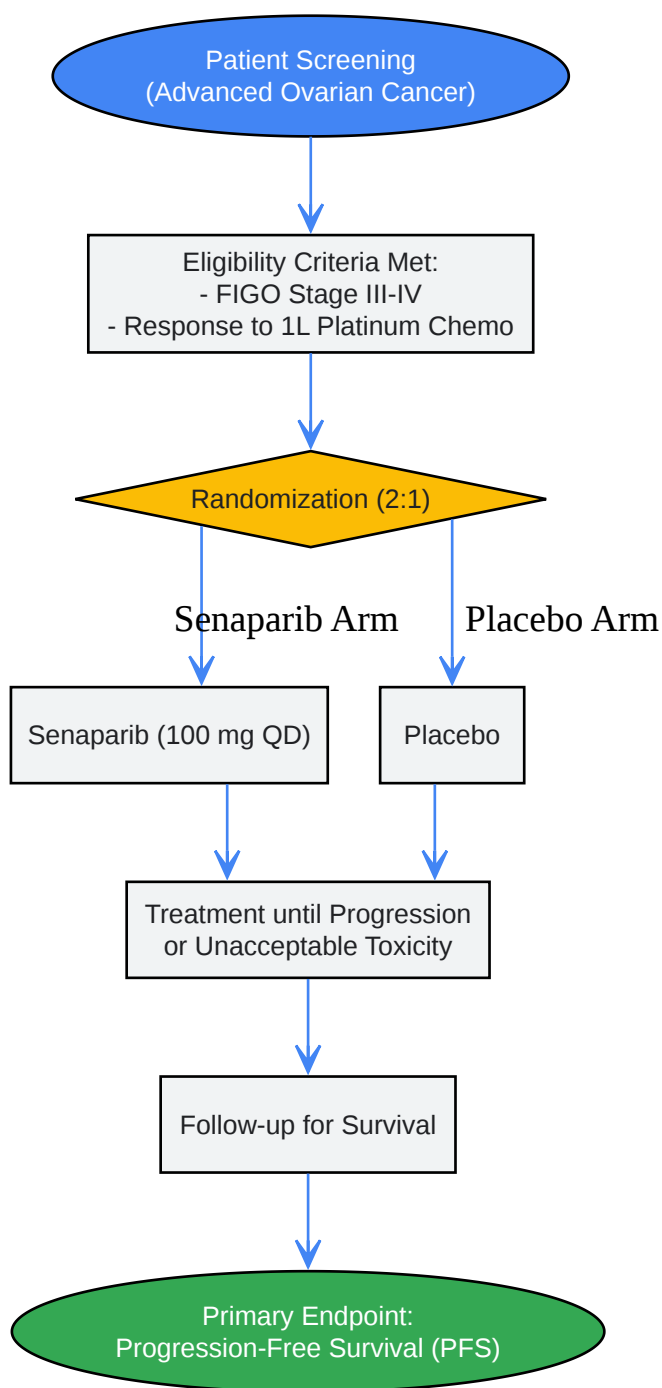 Patient Screening
(Advanced Ovarian Cancer)
Eligibility Criteria Met:
- FIGO Stage III-IV
- Response to 1L Platinum Chemo
Randomization (2:1)
Senaparib Arm
Placebo Arm
Senaparib (100 mg QD)
Placebo
Treatment until Progression
or Unacceptable Toxicity
Follow-up for Survival
Primary Endpoint:
Progression-Free Survival (PFS)